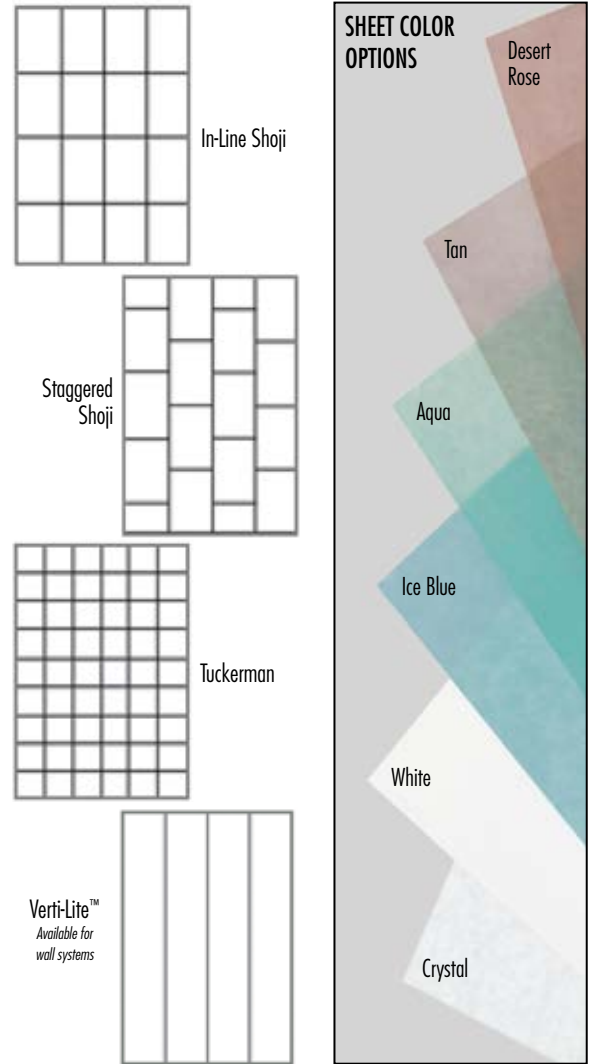 In-Line Shoji
Staggered
Shoji
Tuckerman
Verti-Lite™
Available for
wall systems
SHEET COLOR
OPTIONS
Desert
Rose
Tan
Aqua
Ice Blue
White
Crystal